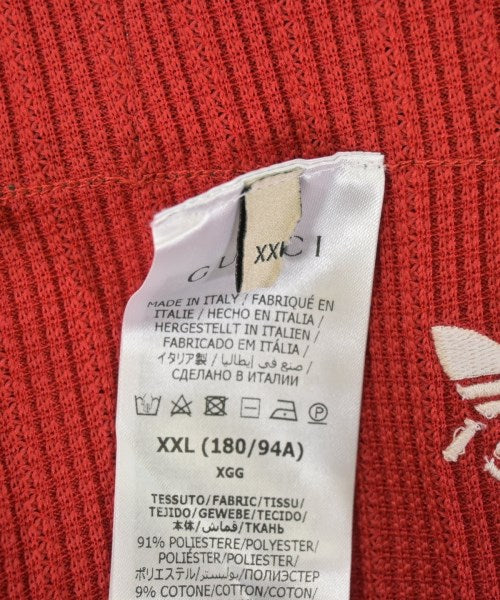 XXL
GUCCI
MADE IN ITALY / FABRIQUÉ EN
ITALIE / HECHO EN ITALIA /
HERGESTELLT IN ITALIEN /
FABRICADO EM ITÁLIA /
イタリア製 / صنع في إيطاليا /
СДЕЛАНО В ИТАЛИИ
XXL (180/94A)
XGG
TESSUTO/FABRIC/TISSU/
TEJIDO/GEWEBE/TECIDO/
本体/قماش/ТКАНЬ
91% POLIESTERE/POLYESTER/
POLIÉSTER/POLYESTER/
POLIÉSTER/
ポリエステル/بوليستر/ПОЛИЭСТЕР
9% COTONE/COTTON/COTON/